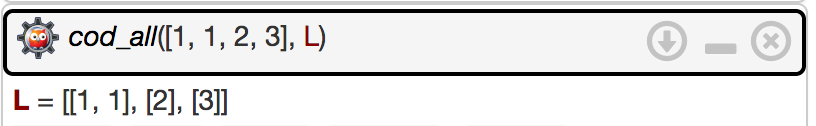 cod_all([1, 1, 2, 3], L)
L = [[1, 1], [2], [3]]